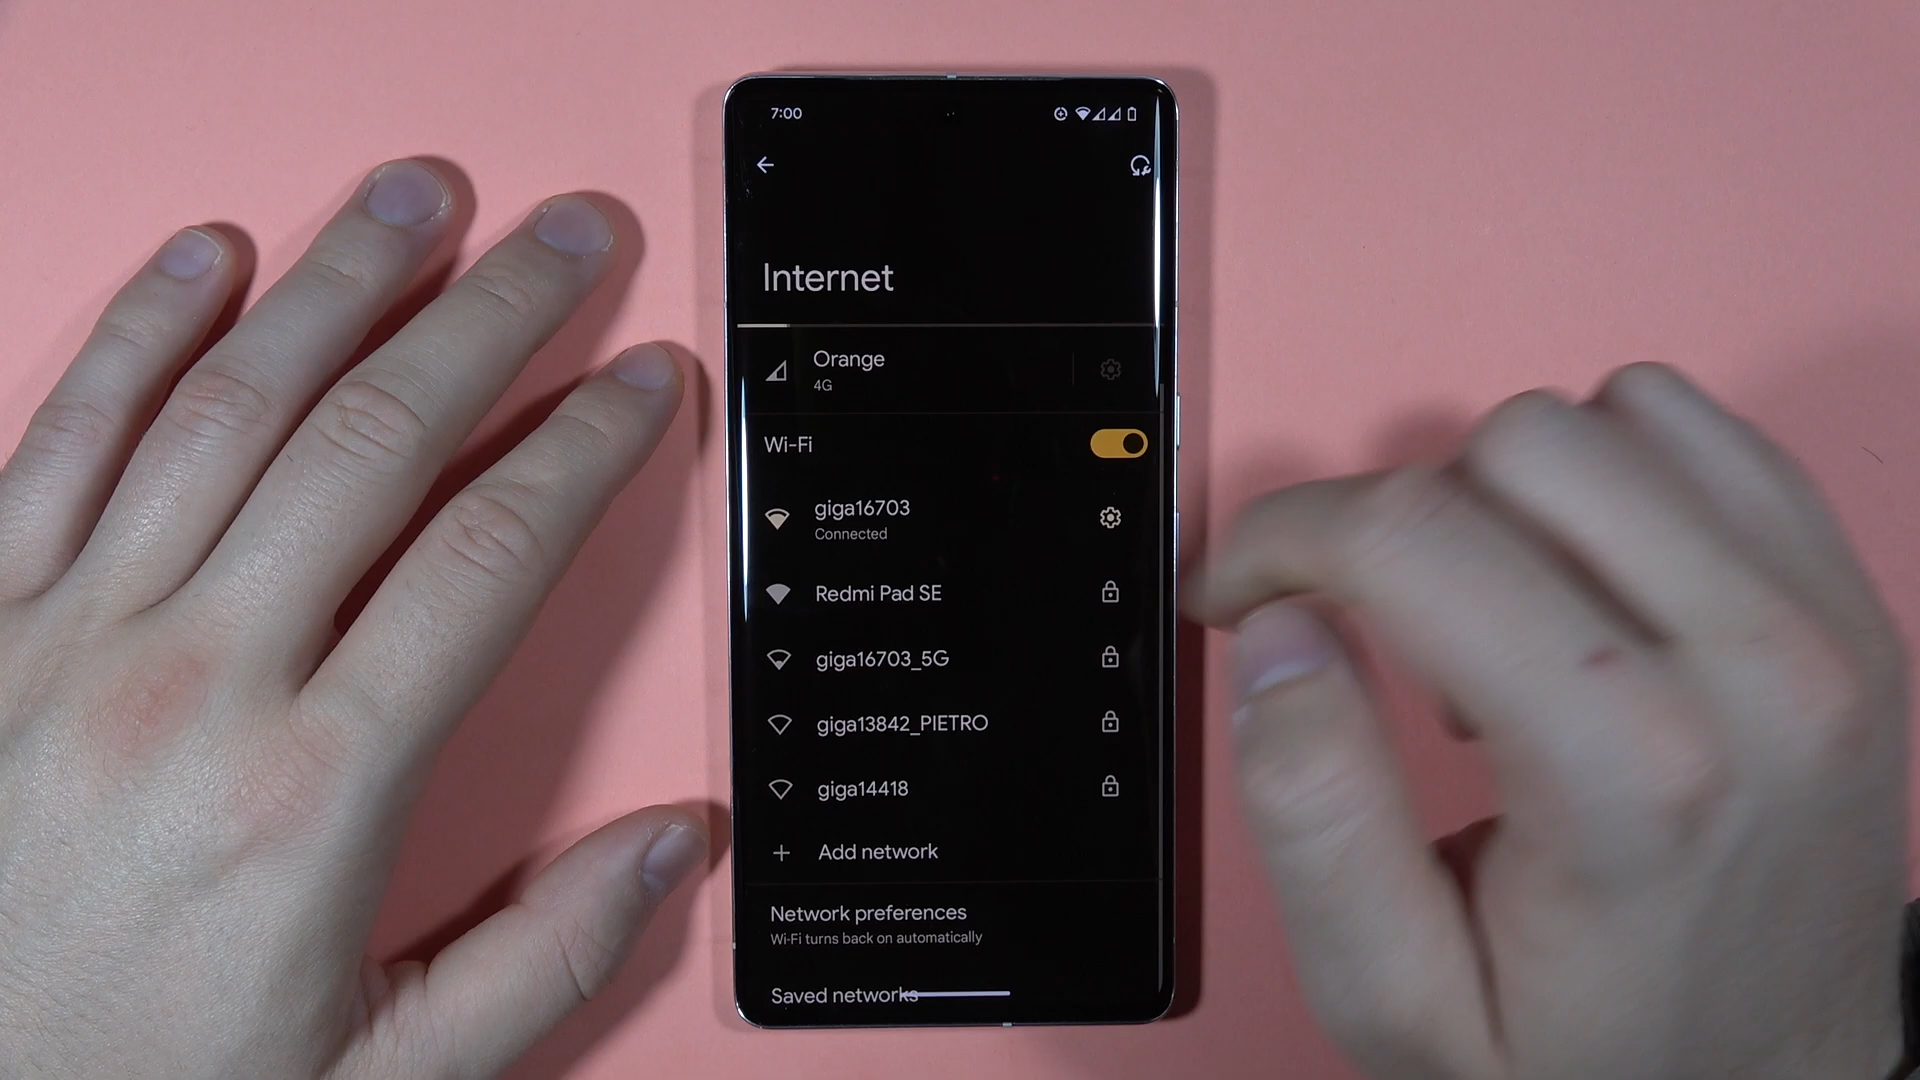 7:00
Internet
Orange
4G
Wi-Fi
giga16703
Connected
Redmi Pad SE
giga16703_5G
giga13842_PIETRO
giga14418
Add network
Network preferences
Wi-Fi turns back on automatically
Saved networks